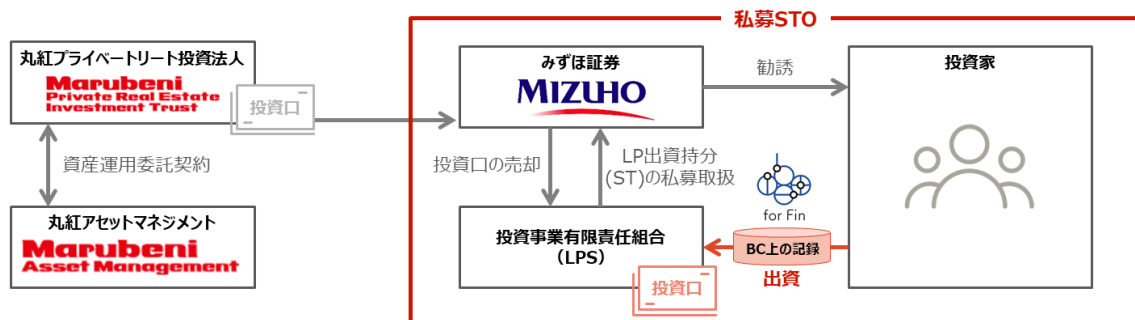 私募STO
丸紅プライベートリート投資法人
Marubeni
Private Real Estate
Investment Trust
投資口
資産運用委託契約
丸紅アセットマネジメント
Marubeni
Asset Management
みずほ証券
MIZUHO
投資口の売却
LP出資持分
(ST)の私募取扱
投資事業有限責任組合
（LPS）
投資口
勧誘
for Fin
BC上の記録
出資
投資家